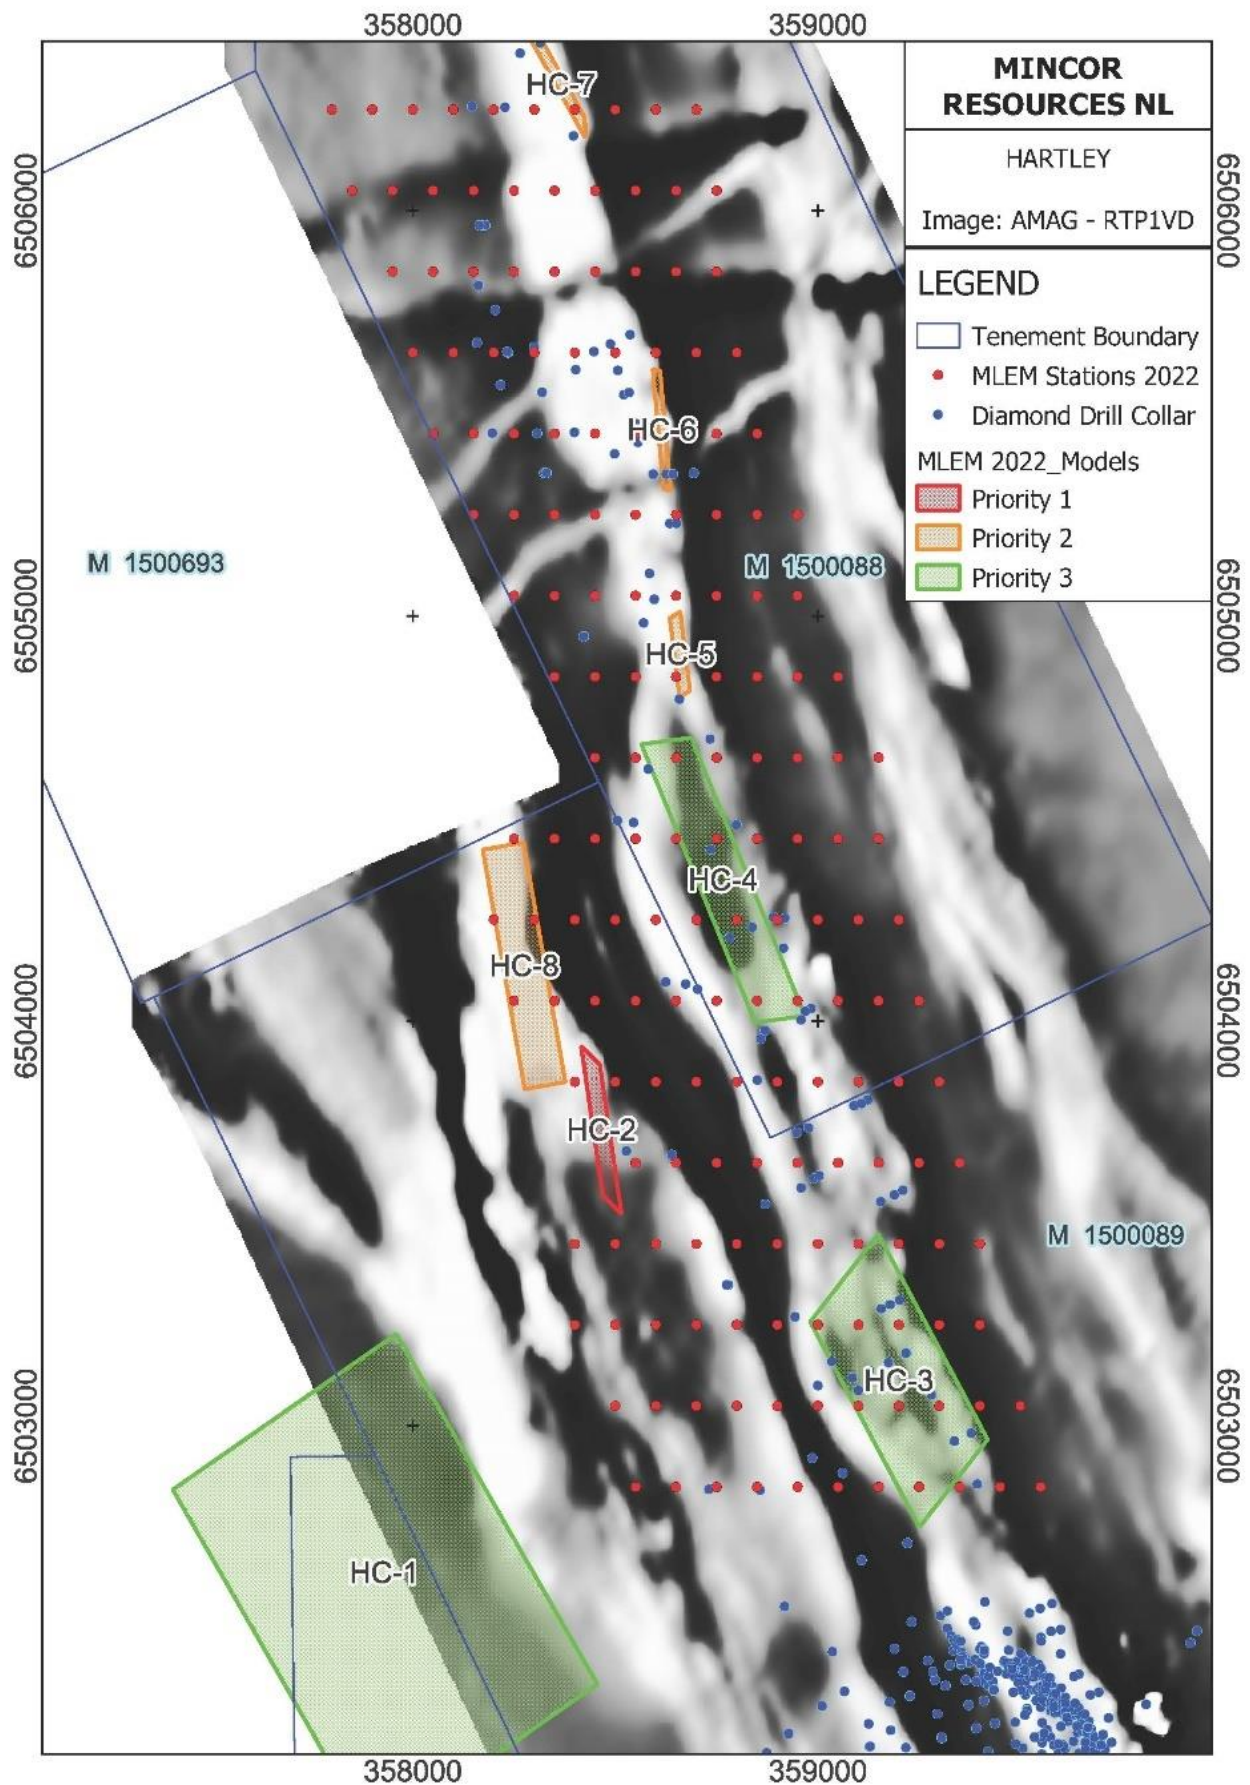 358000
359000
MINCOR
RESOURCES NL
HARTLEY
Image: AMAG - RTP1VD
LEGEND
Tenement Boundary
MLEM Stations 2022
Diamond Drill Collar
MLEM 2022_Models
Priority 1
Priority 2
Priority 3
HC-7
6506000
6506000
HC-6
M 1500693
M 1500088
6505000
6505000
HC-5
HC-4
HC-8
6504000
6504000
HC-2
M 1500089
HC-3
6503000
6503000
HC-1
358000
359000